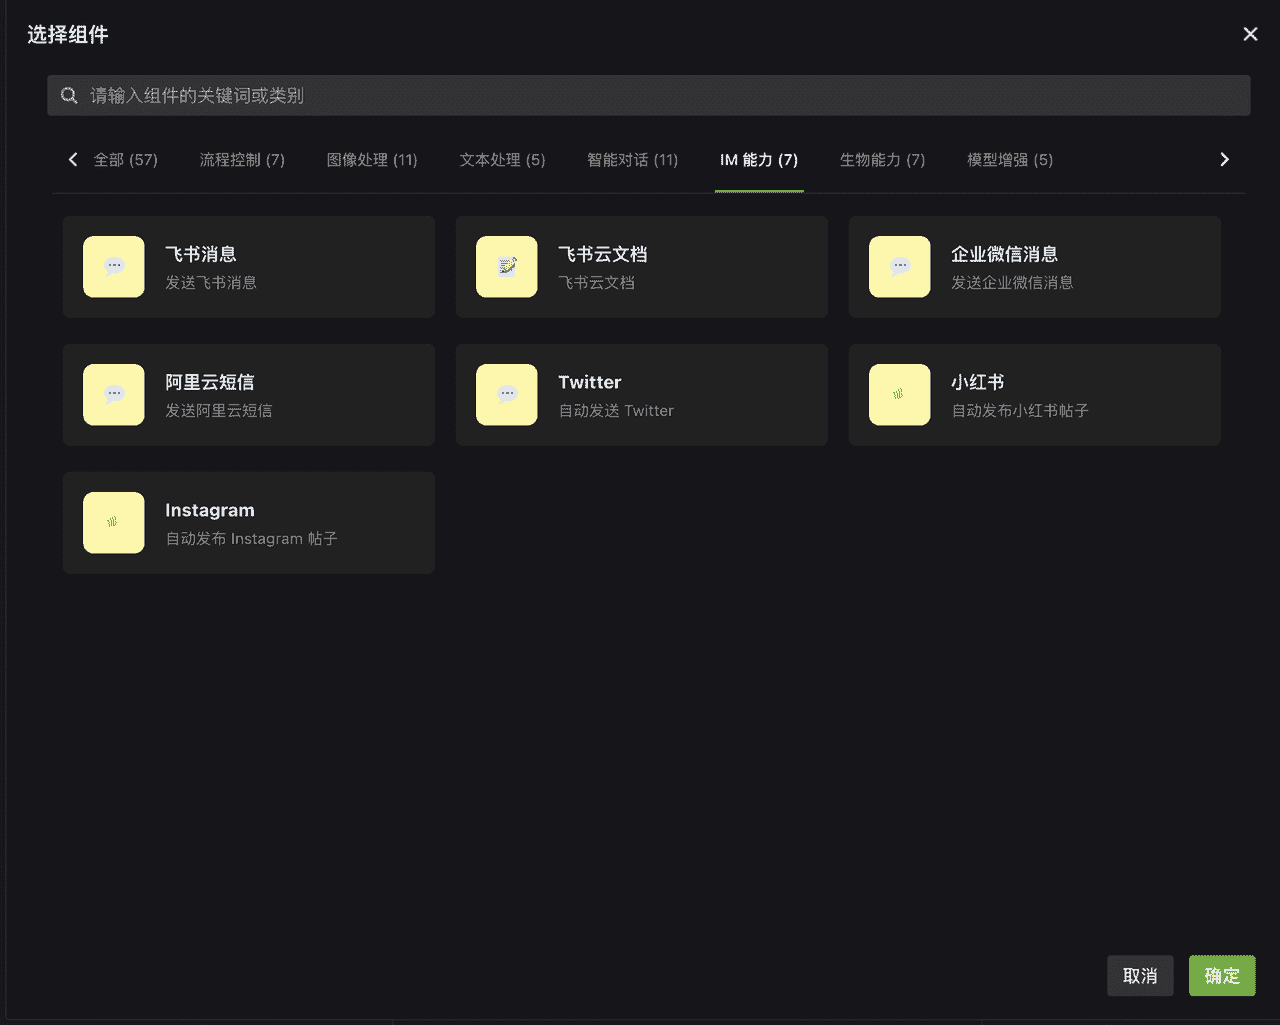 选择组件
请输入组件的关键词或类别
全部 (57) 流程控制 (7) 图像处理 (11) 文本处理 (5) 智能对话 (11) IM 能力 (7) 生物能力 (7) 模型增强 (5)
飞书消息
发送飞书消息
飞书云文档
飞书云文档
企业微信消息
发送企业微信消息
阿里云短信
发送阿里云短信
Twitter
自动发送 Twitter
小红书
自动发布小红书帖子
Instagram
自动发布 Instagram 帖子
取消 确定